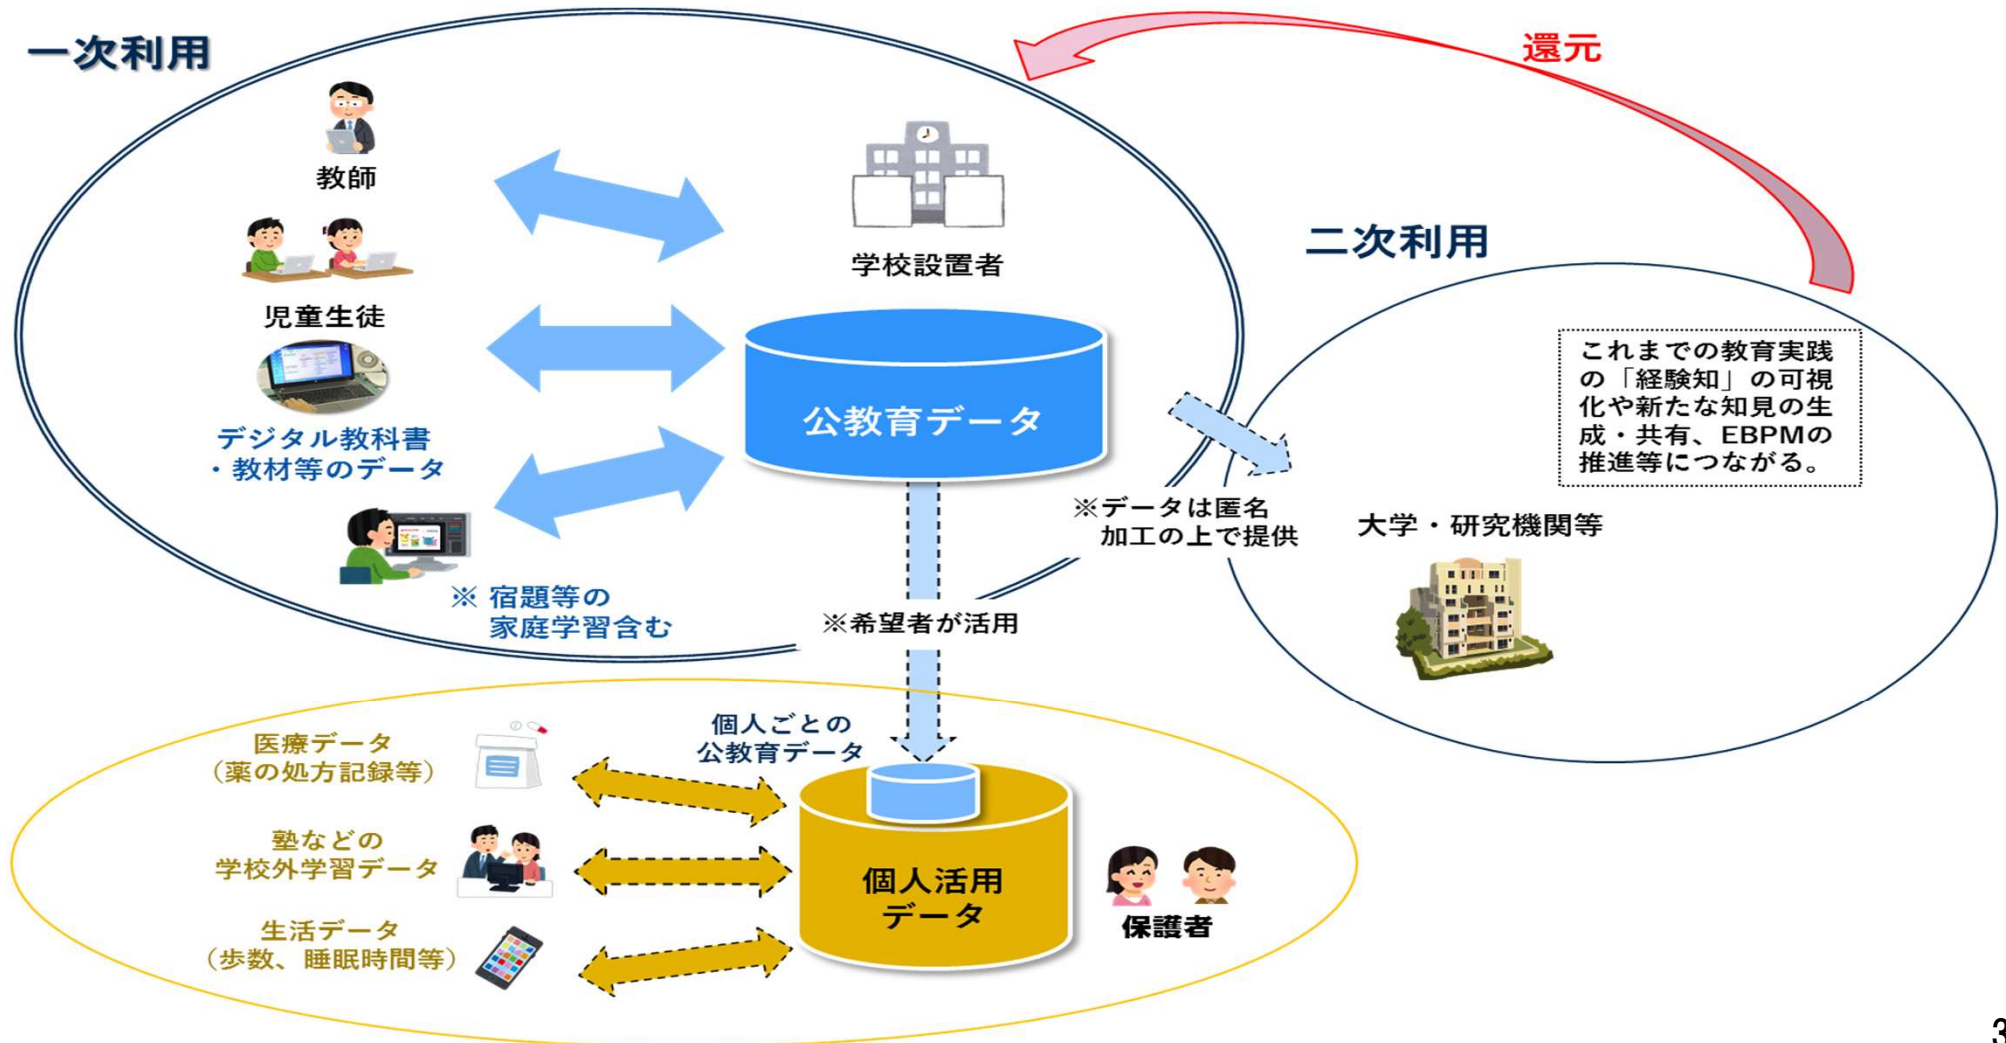 一次利用
還元
教師
学校設置者
二次利用
児童生徒
これまでの教育実践
の「経験知」の可視
化や新たな知見の生
成・共有、EBPMの
推進等につながる。
公教育データ
デジタル教科書
・教材等のデータ
※データは匿名
加工の上で提供
大学・研究機関等
※ 宿題等の
家庭学習含む
※希望者が活用
個人ごとの
公教育データ
医療データ
（薬の処方記録等）
塾などの
学校外学習データ
個人活用
データ
保護者
生活データ
（歩数、睡眠時間等）
3